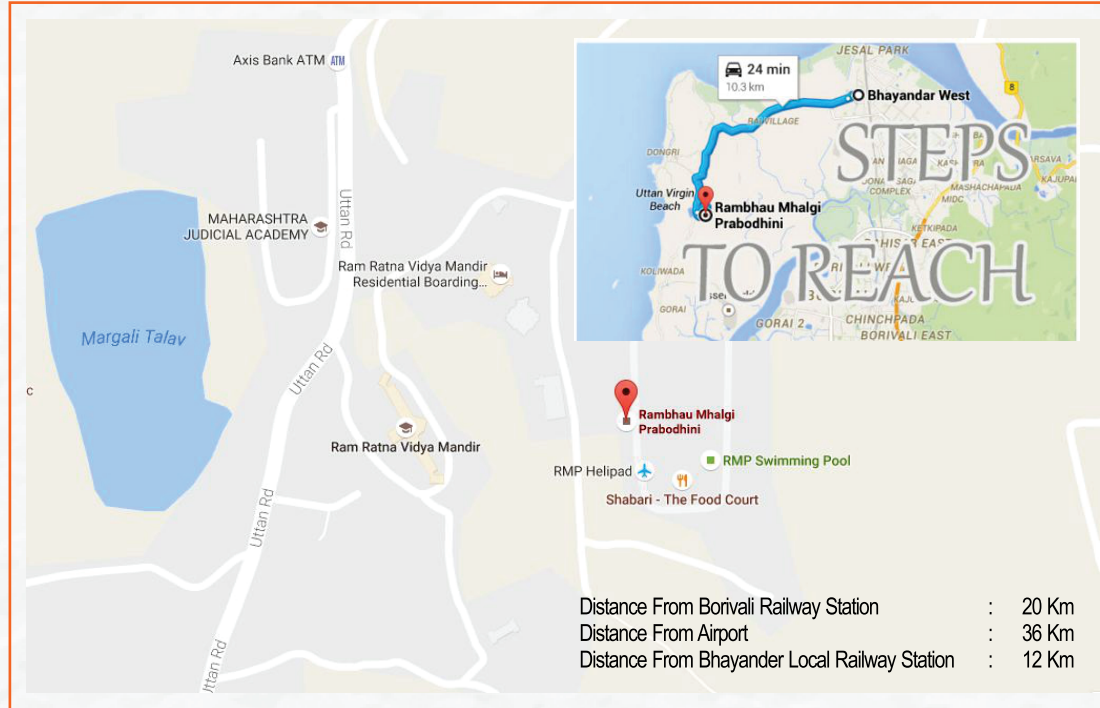 Axis Bank ATM
ATM
MAHARASHTRA
JUDICIAL ACADEMY
Uttan Rd
Ram Ratna Vidya Mandir
Residential Boarding...
Margali Talav
Uttan Rd
c
Ram Ratna Vidya Mandir
Uttan Rd
Uttan Rd
JESAL PARK
24 min
10.3 km
8
Bhayandar West
STEPS
DONGRI
COMPLEX
MASHACHAPADA
MIDC
Uttan Virgin
Beach
Rambhau Mhalgi
Prabodhini
KETKIPADA
TO REACH
KOLIWADA
GORAI
GORAI 2
CHINCHPADA
BORIVALI EAST
Rambhau Mhalgi
Prabodhini
RMP Swimming Pool
RMP Helipad
Shabari - The Food Court
Distance From Borivali Railway Station : 20 Km
Distance From Airport : 36 Km
Distance From Bhayander Local Railway Station : 12 Km